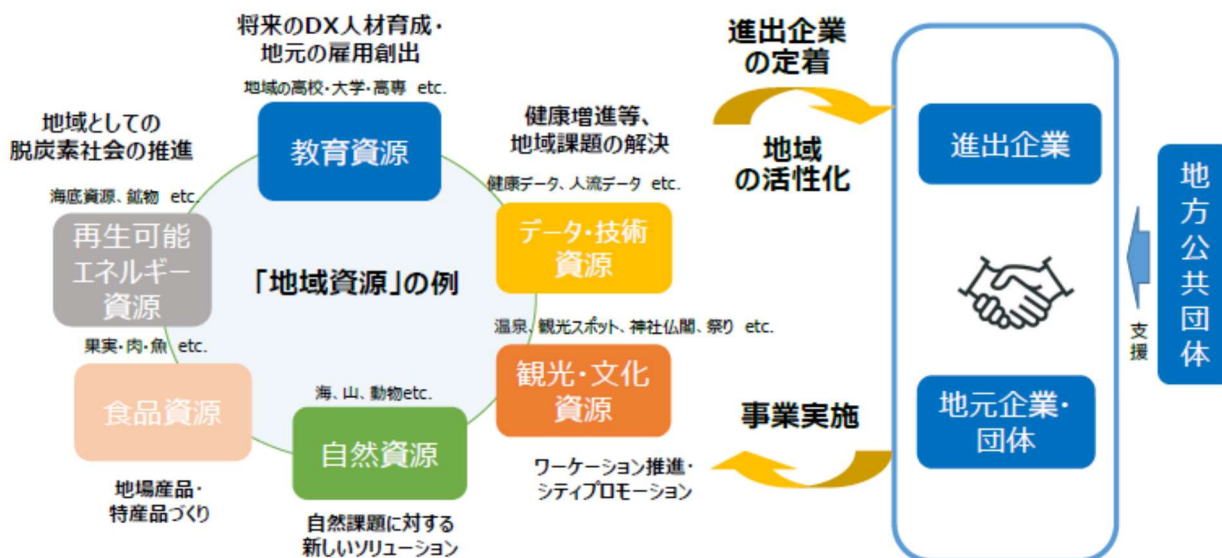 将来のDX人材育成・
地元の雇用創出
地域の高校・大学・高専 etc.
教育資源
地域としての
脱炭素社会の推進
海底資源、鉱物 etc.
再生可能
エネルギー
資源
健康増進等、
地域課題の解決
健康データ、人流データ etc.
データ・技術
資源
「地域資源」の例
果実・肉・魚 etc.
食品資源
地場産品・
特産品づくり
海、山、動物etc.
自然資源
自然課題に対する
新しいソリューション
温泉、観光スポット、神社仏閣、祭り etc.
観光・文化
資源
ワーケーション推進・
シティプロモーション
進出企業
の定着
地域
の活性化
事業実施
進出企業
地元企業・
団体
支援
地方公共団体